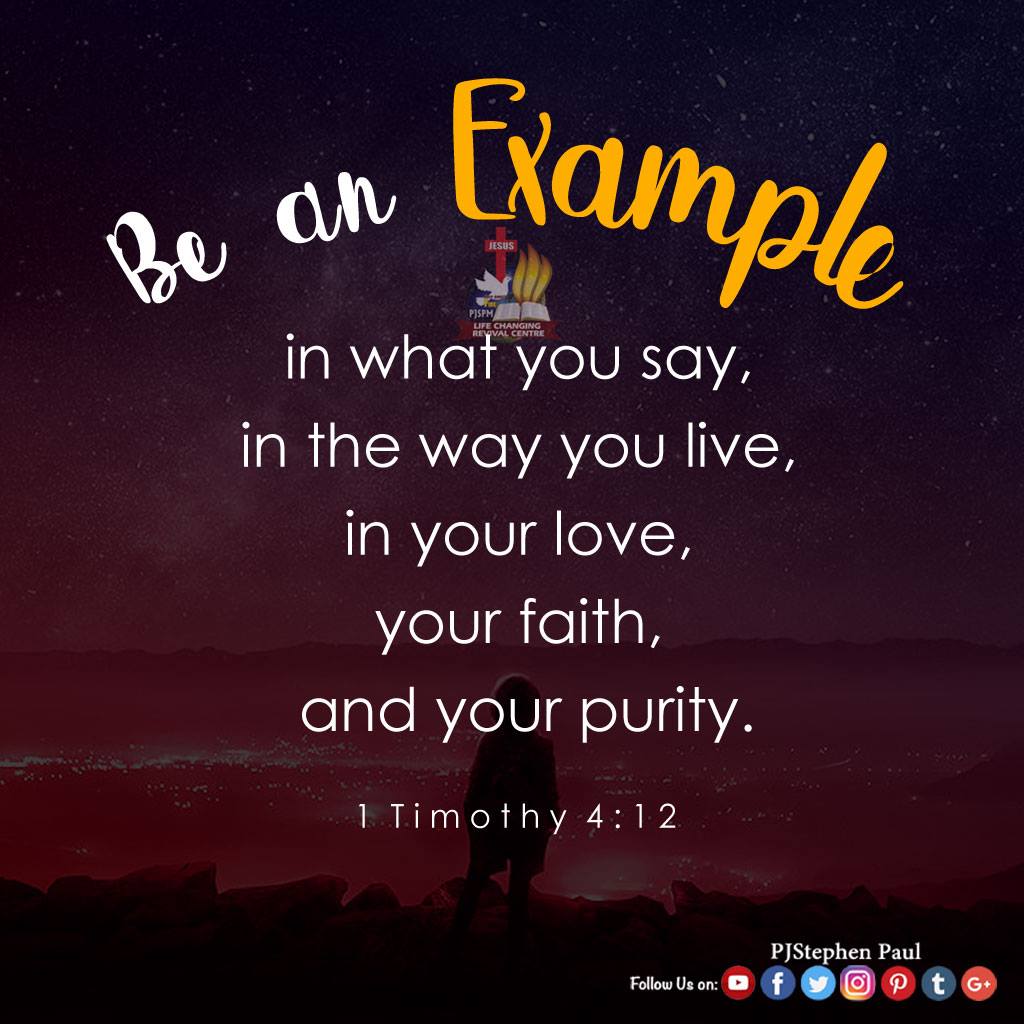 Be an Example
JESUS
PJSPM
LIFE CHANGING
REVIVAL CENTRE
in what you say,
in the way you live,
in your love,
your faith,
and your purity.
1 Timothy 4:12
PJStephen Paul
Follow Us on: